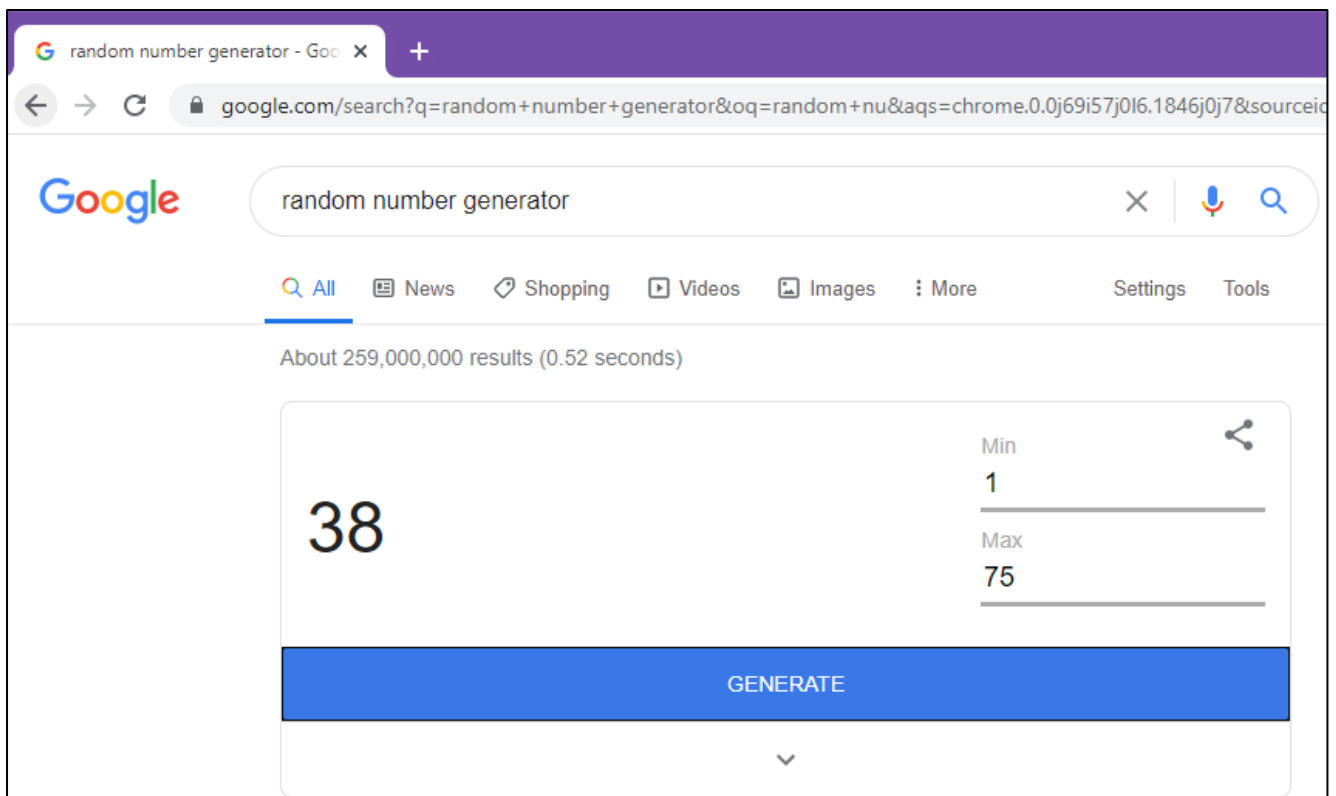 random number generator - Goo
google.com/search?q=random+number+generator&oq=random+nu&aqs=chrome.0.0j69i57j0l6.1846j0j7&sourceid
Google random number generator
All News Shopping Videos Images More Settings Tools
About 259,000,000 results (0.52 seconds)
Min
1
38
Max
75
GENERATE